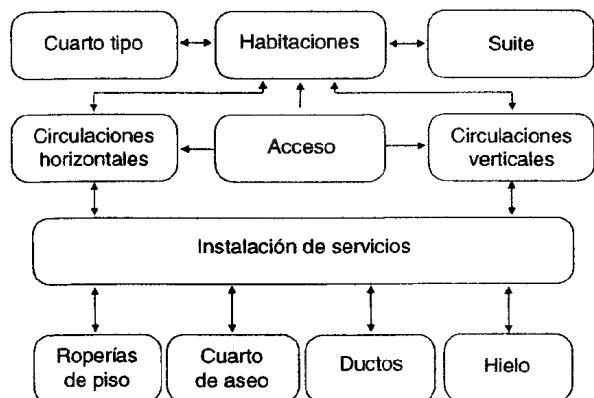 Cuarto tipo
Habitaciones
Suite
Circulaciones
horizontales
Acceso
Circulaciones
verticales
Instalación de servicios
Roperías
de piso
Cuarto
de aseo
Ductos
Hielo